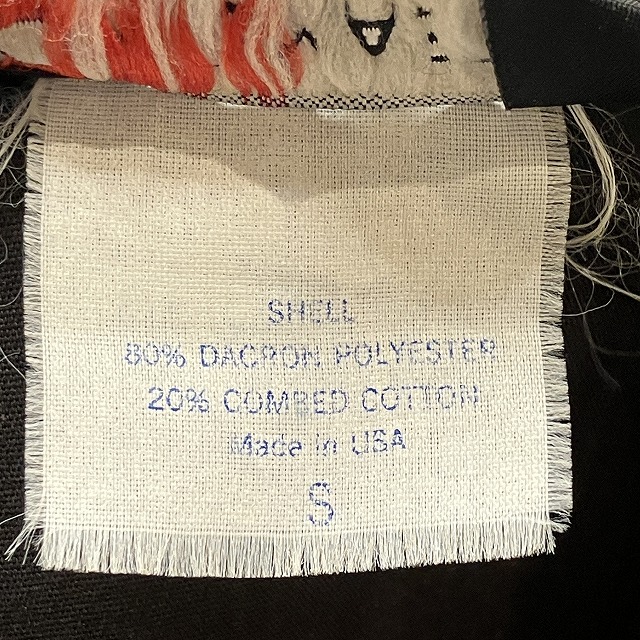 SHELL
80% DACRON POLYESTER
20% COMBED COTTON
Made in USA
S